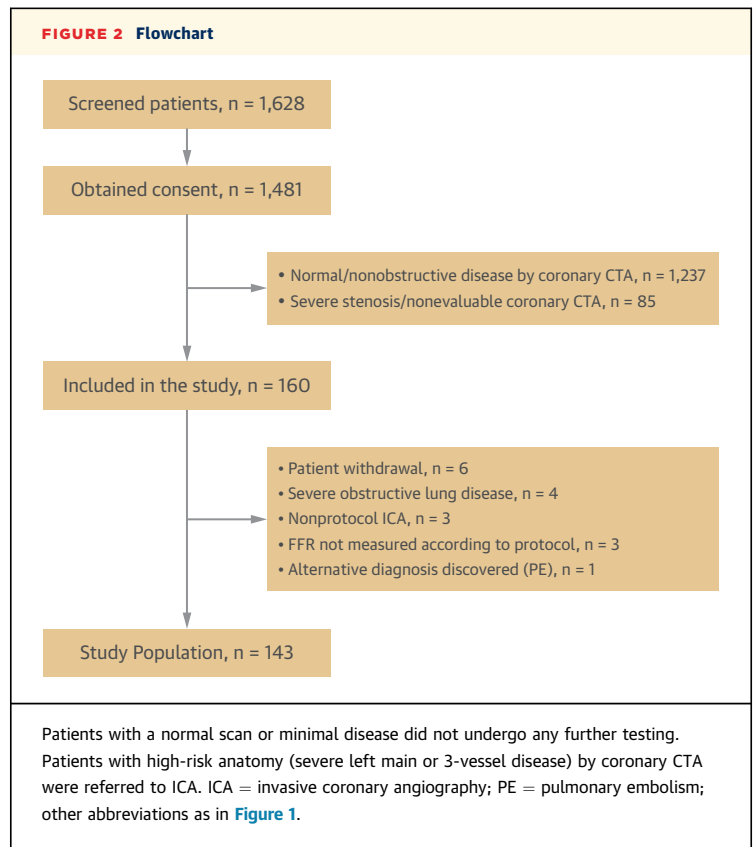 FIGURE 2 Flowchart
Screened patients, n = 1,628
Obtained consent, n = 1,481
• Normal/nonobstructive disease by coronary CTA, n = 1,237
• Severe stenosis/nonevaluable coronary CTA, n = 85
Included in the study, n = 160
• Patient withdrawal, n = 6
• Severe obstructive lung disease, n = 4
• Nonprotocol ICA, n = 3
• FFR not measured according to protocol, n = 3
• Alternative diagnosis discovered (PE), n = 1
Study Population, n = 143
Patients with a normal scan or minimal disease did not undergo any further testing.
Patients with high-risk anatomy (severe left main or 3-vessel disease) by coronary CTA
were referred to ICA. ICA = invasive coronary angiography; PE = pulmonary embolism;
other abbreviations as in Figure 1.